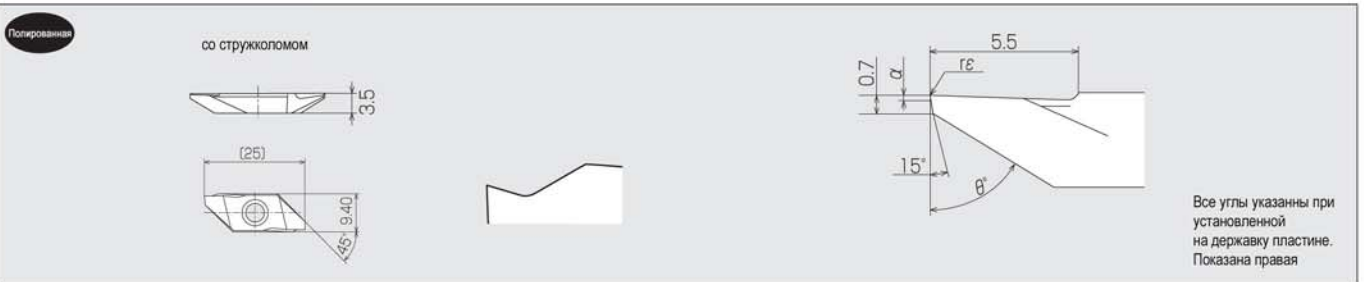 Полированная
со стружколомом
3.5
(25)
9.40
45°
5.5
rε
0.7
α
15°
θ°
Все углы указанны при
установленной
на державку пластине.
Показана правая